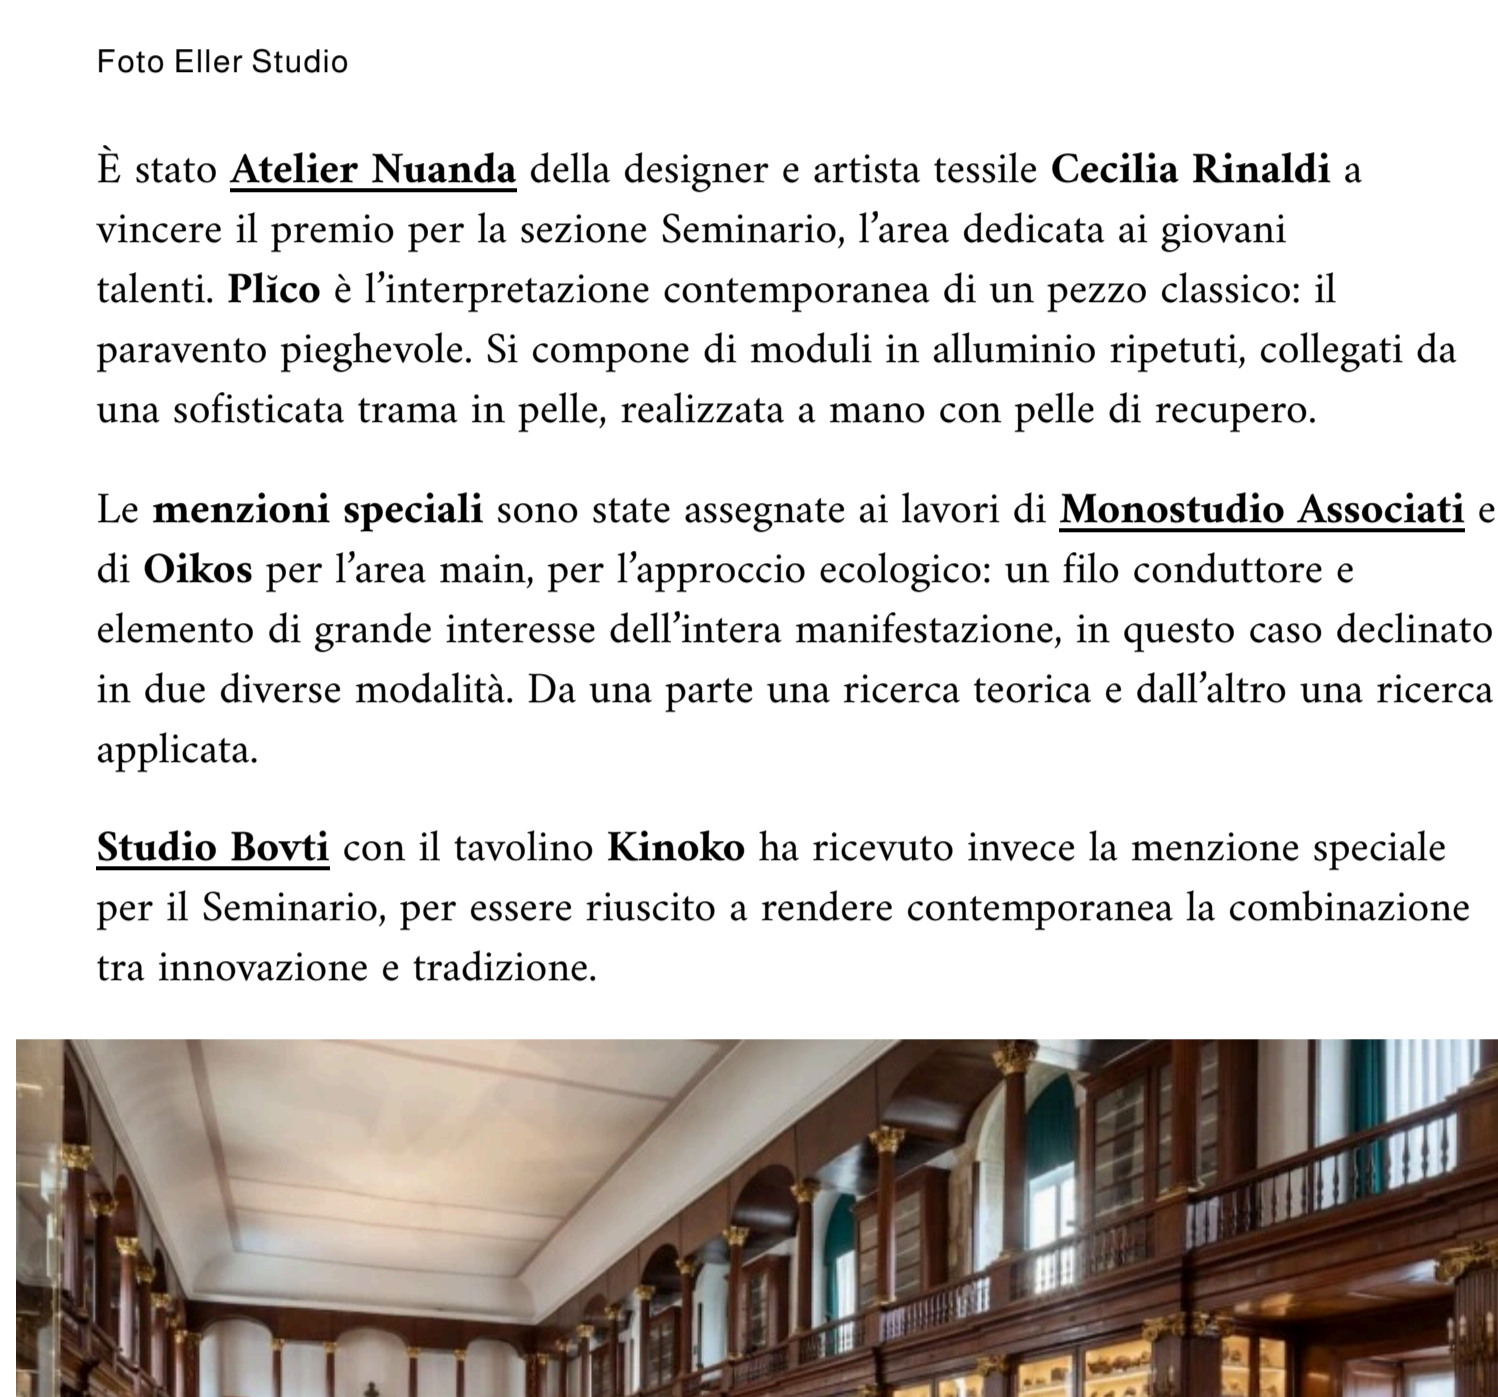 Foto Eller Studio
È stato Atelier Nuanda della designer e artista tessile Cecilia Rinaldi a
vincere il premio per la sezione Seminario, l’area dedicata ai giovani
talenti. Plĭco è l’interpretazione contemporanea di un pezzo classico: il
paravento pieghevole. Si compone di moduli in alluminio ripetuti, collegati da
una sofisticata trama in pelle, realizzata a mano con pelle di recupero.
Le menzioni speciali sono state assegnate ai lavori di Monostudio Associati e
di Oikos per l’area main, per l’approccio ecologico: un filo conduttore e
elemento di grande interesse dell’intera manifestazione, in questo caso declinato
in due diverse modalità. Da una parte una ricerca teorica e dall’altro una ricerca
applicata.
Studio Bovti con il tavolino Kinoko ha ricevuto invece la menzione speciale
per il Seminario, per essere riuscito a rendere contemporanea la combinazione
tra innovazione e tradizione.